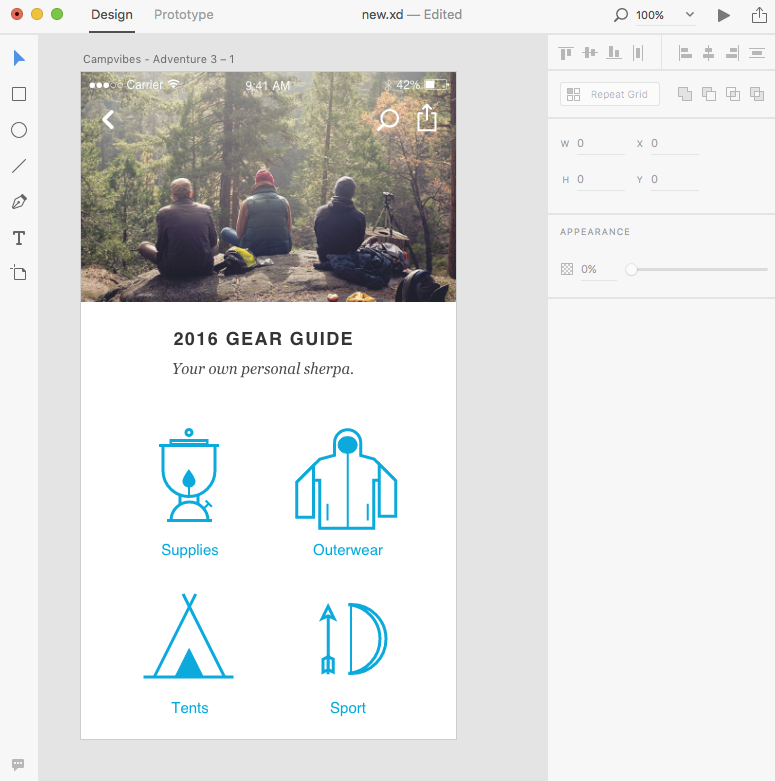 Design Prototype new.xd — Edited 100%
Campvibes - Adventure 3 – 1
Carrier 9:41 AM 42%
Repeat Grid
W 0 X 0
H 0 Y 0
APPEARANCE
0%
2016 GEAR GUIDE
Your own personal sherpa.
Supplies Outerwear
Tents Sport
T